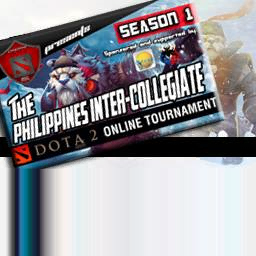 presents
SEASON 1
Sponsored and supported by
THE
PHILIPPINES INTER-COLLEGIATE
DOTA 2 ONLINE TOURNAMENT